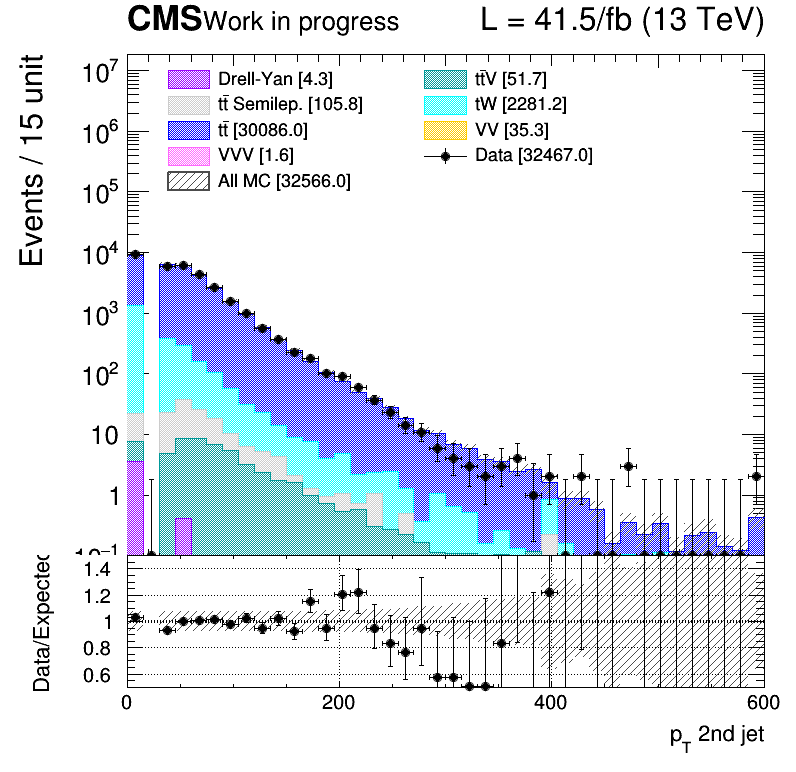 CMS Work in progress L = 41.5/fb (13 TeV)
Events / 15 unit
Drell-Yan [4.3]
tt̄V [51.7]
tt̄ Semilep. [105.8]
tW [2281.2]
tt̄ [30086.0]
VV [35.3]
VVV [1.6]
Data [32467.0]
All MC [32566.0]
10⁷
10⁶
10⁵
10⁴
10³
10²
10
1
10⁻¹
Data/Expected
1.4
1.2
1
0.8
0.6
0 200 400 600
p_T 2nd jet